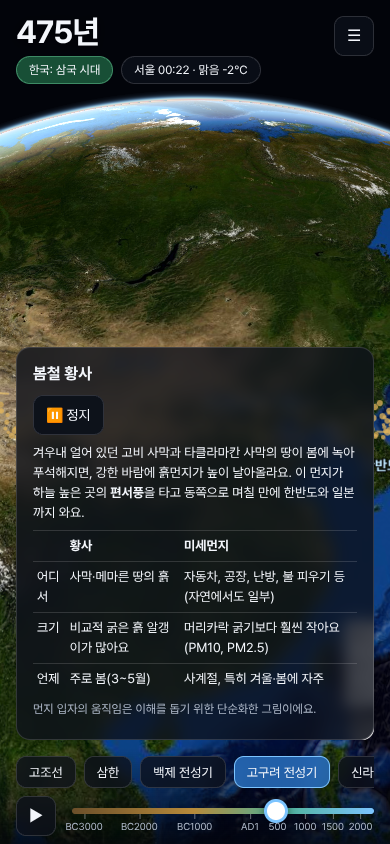 475년
☰
한국: 삼국 시대
서울 00:22 · 맑음 -2°C
봄철 황사
⏸ 정지
겨우내 얼어 있던 고비 사막과 타클라마칸 사막의 땅이 봄에 녹아
푸석해지면, 강한 바람에 흙먼지가 높이 날아올라요. 이 먼지가
하늘 높은 곳의 편서풍을 타고 동쪽으로 며칠 만에 한반도와 일본
까지 와요.
황사 미세먼지
어디서 사막·메마른 땅의 흙 자동차, 공장, 난방, 불 피우기 등
(자연에서도 일부)
크기 비교적 굵은 흙 알갱이가 많아요 머리카락 굵기보다 훨씬 작아요
(PM10, PM2.5)
언제 주로 봄(3~5월) 사계절, 특히 겨울·봄에 자주
먼지 입자의 움직임은 이해를 돕기 위한 단순화한 그림이에요.
고조선 삼한 백제 전성기 고구려 전성기 신라
▶
BC3000 BC2000 BC1000 AD1 500 1000 1500 2000